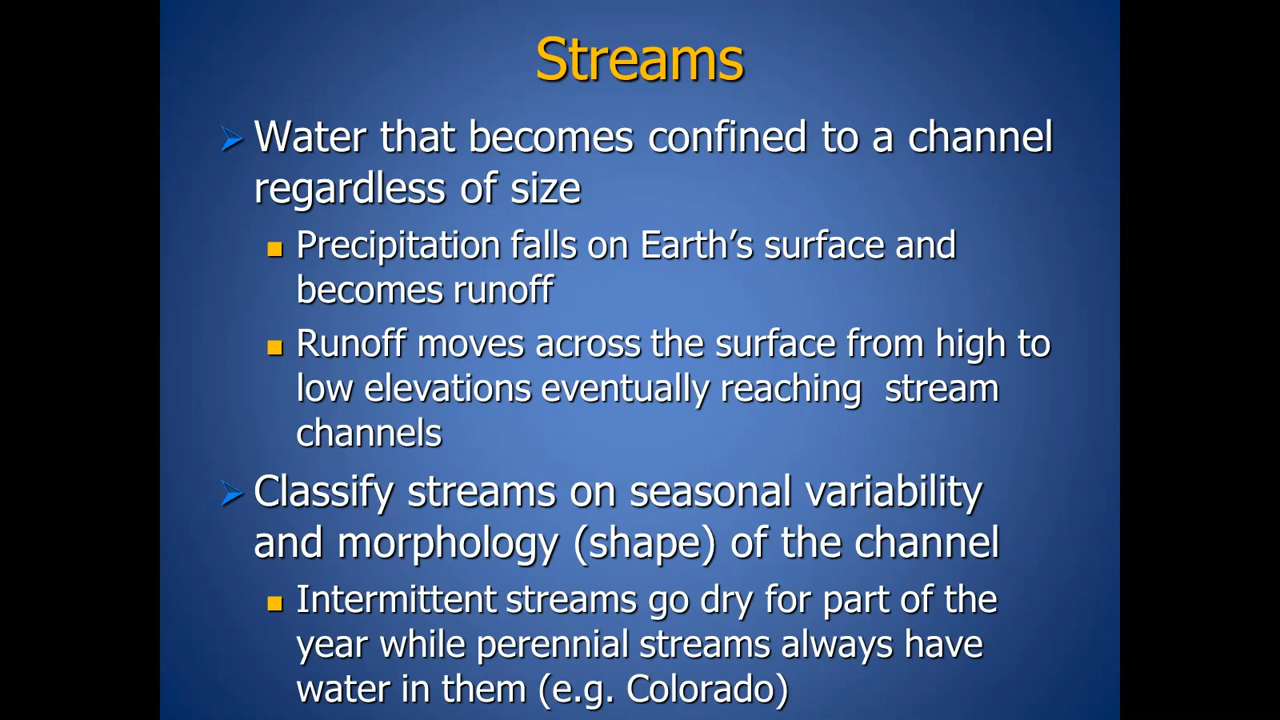 Streams
Water that becomes confined to a channel
regardless of size
Precipitation falls on Earth’s surface and
becomes runoff
Runoff moves across the surface from high to
low elevations eventually reaching  stream
channels
Classify streams on seasonal variability
and morphology (shape) of the channel
Intermittent streams go dry for part of the
year while perennial streams always have
water in them (e.g. Colorado)